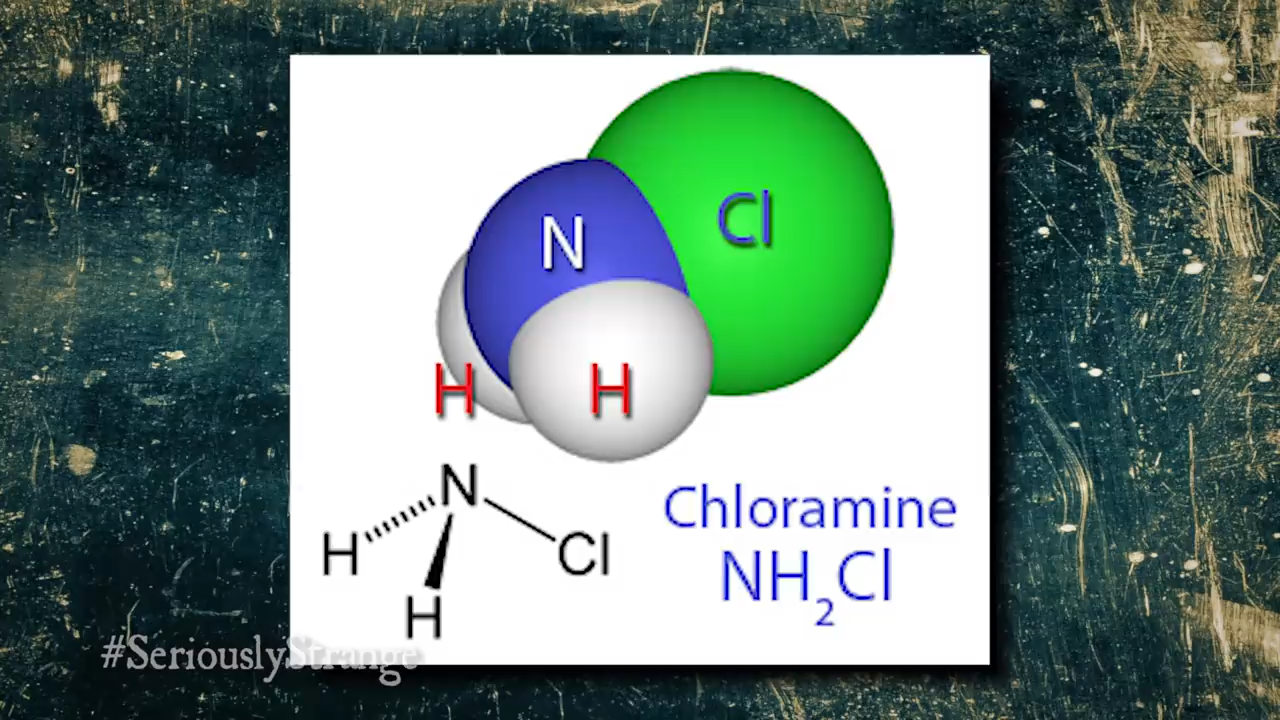 Cl
N
H H
N
H Cl
H
Chloramine
NH₂Cl
#SeriouslyStrange